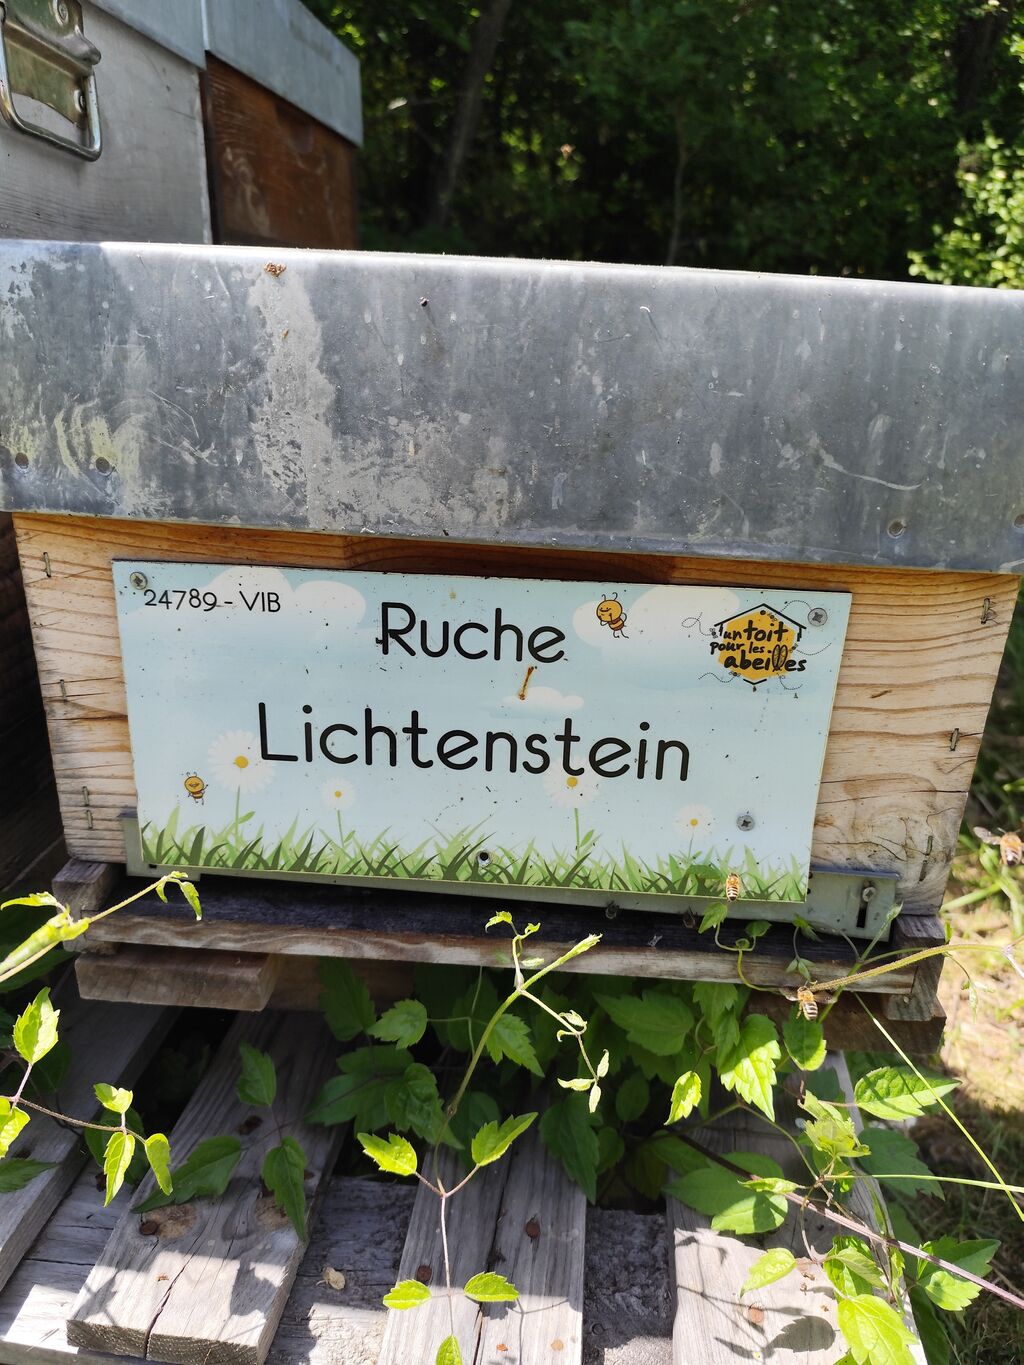 24789 - VIB
Ruche
un toit
pour les
abeilles
Lichtenstein